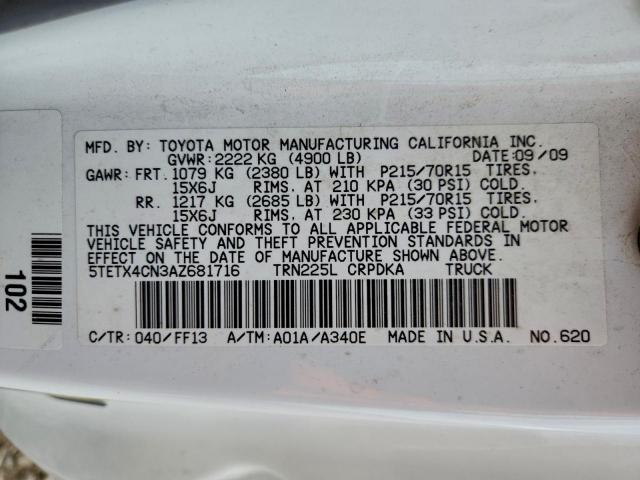 MFD. BY: TOYOTA MOTOR MANUFACTURING CALIFORNIA INC.
GVWR: 2222 KG (4900 LB) DATE: 09/09
GAWR: FRT. 1079 KG (2380 LB) WITH P215/70R15 TIRES,
15X6J RIMS, AT 210 KPA (30 PSI) COLD.
RR. 1217 KG (2685 LB) WITH P215/70R15 TIRES,
15X6J RIMS, AT 230 KPA (33 PSI) COLD.
THIS VEHICLE CONFORMS TO ALL APPLICABLE FEDERAL MOTOR
VEHICLE SAFETY AND THEFT PREVENTION STANDARDS IN
EFFECT ON THE DATE OF MANUFACTURE SHOWN ABOVE.
5TETX4CN3AZ681716 TRN225L CRPDKA TRUCK
C/TR: 040/FF13 A/TM: A01A/A340E MADE IN U.S.A. NO.620
102